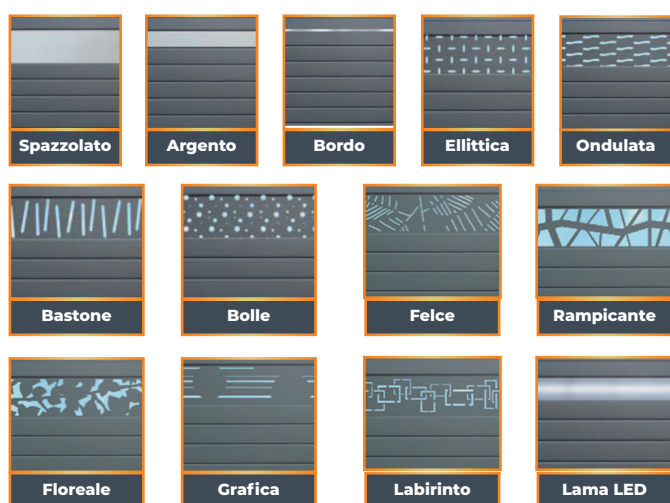 Spazzolato
Argento
Bordo
Ellittica
Ondulata
Bastone
Bolle
Felce
Rampicante
Floreale
Grafica
Labirinto
Lama LED